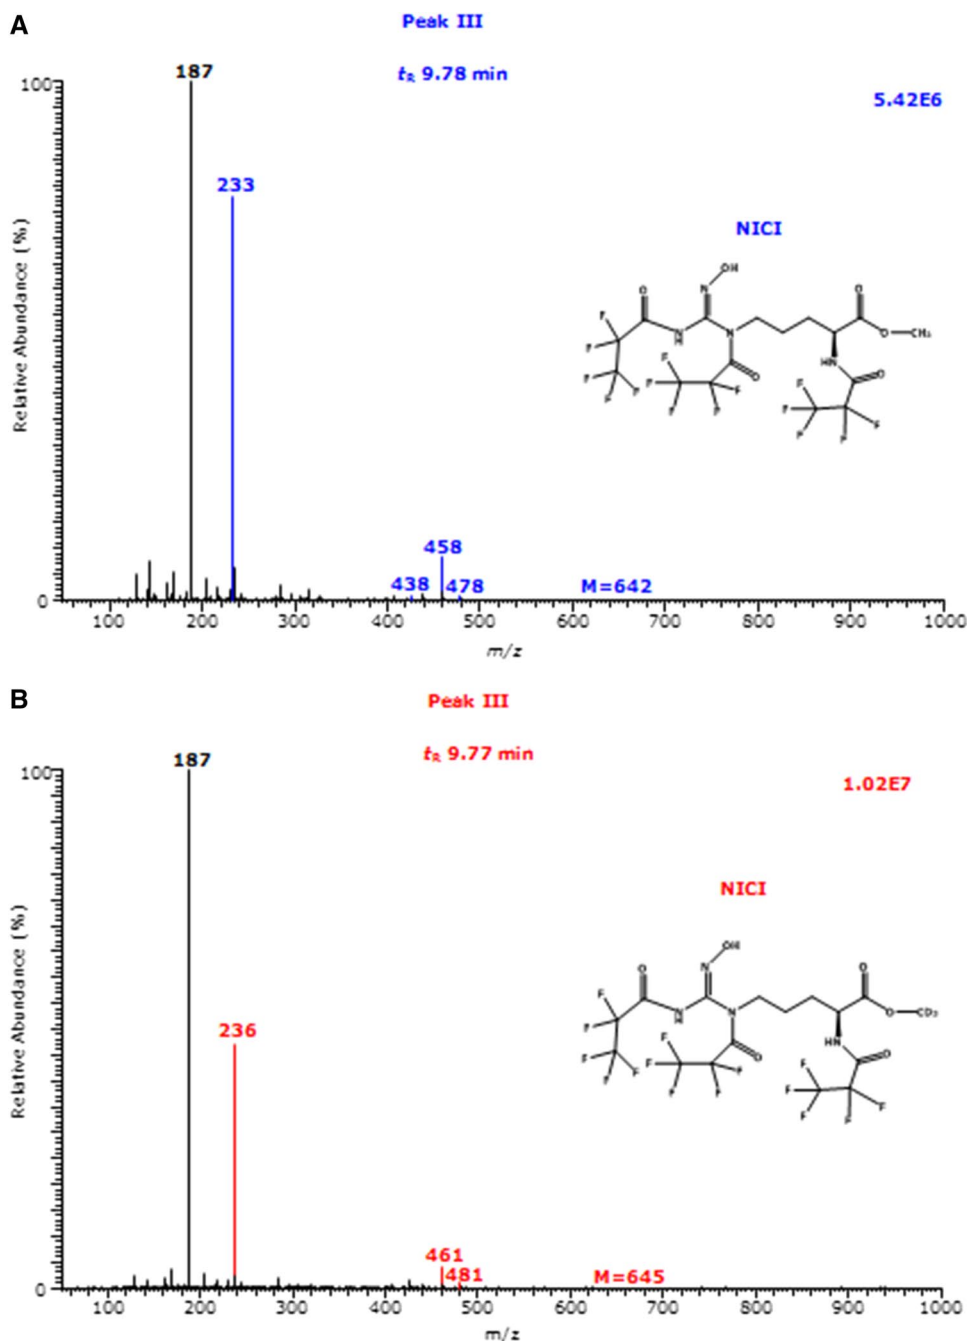 A
Peak III
tR 9.78 min
5.42E6
NICI
Relative Abundance (%)
100
0
187
233
438
458
478
M=642
OH
N
O
F
F
F
F
F
N
H
N
O
F
F
F
F
F
O
O
CH₃
HN
O
F
F
F
F
F
100 200 300 400 500 600 700 800 900 1000
m/z
B
Peak III
tR 9.77 min
1.02E7
NICI
Relative Abundance (%)
100
0
187
236
461
481
M=645
OH
N
O
F
F
F
F
F
N
H
N
O
F
F
F
F
F
O
O
CD₃
HN
O
F
F
F
F
F
100 200 300 400 500 600 700 800 900 1000
m/z